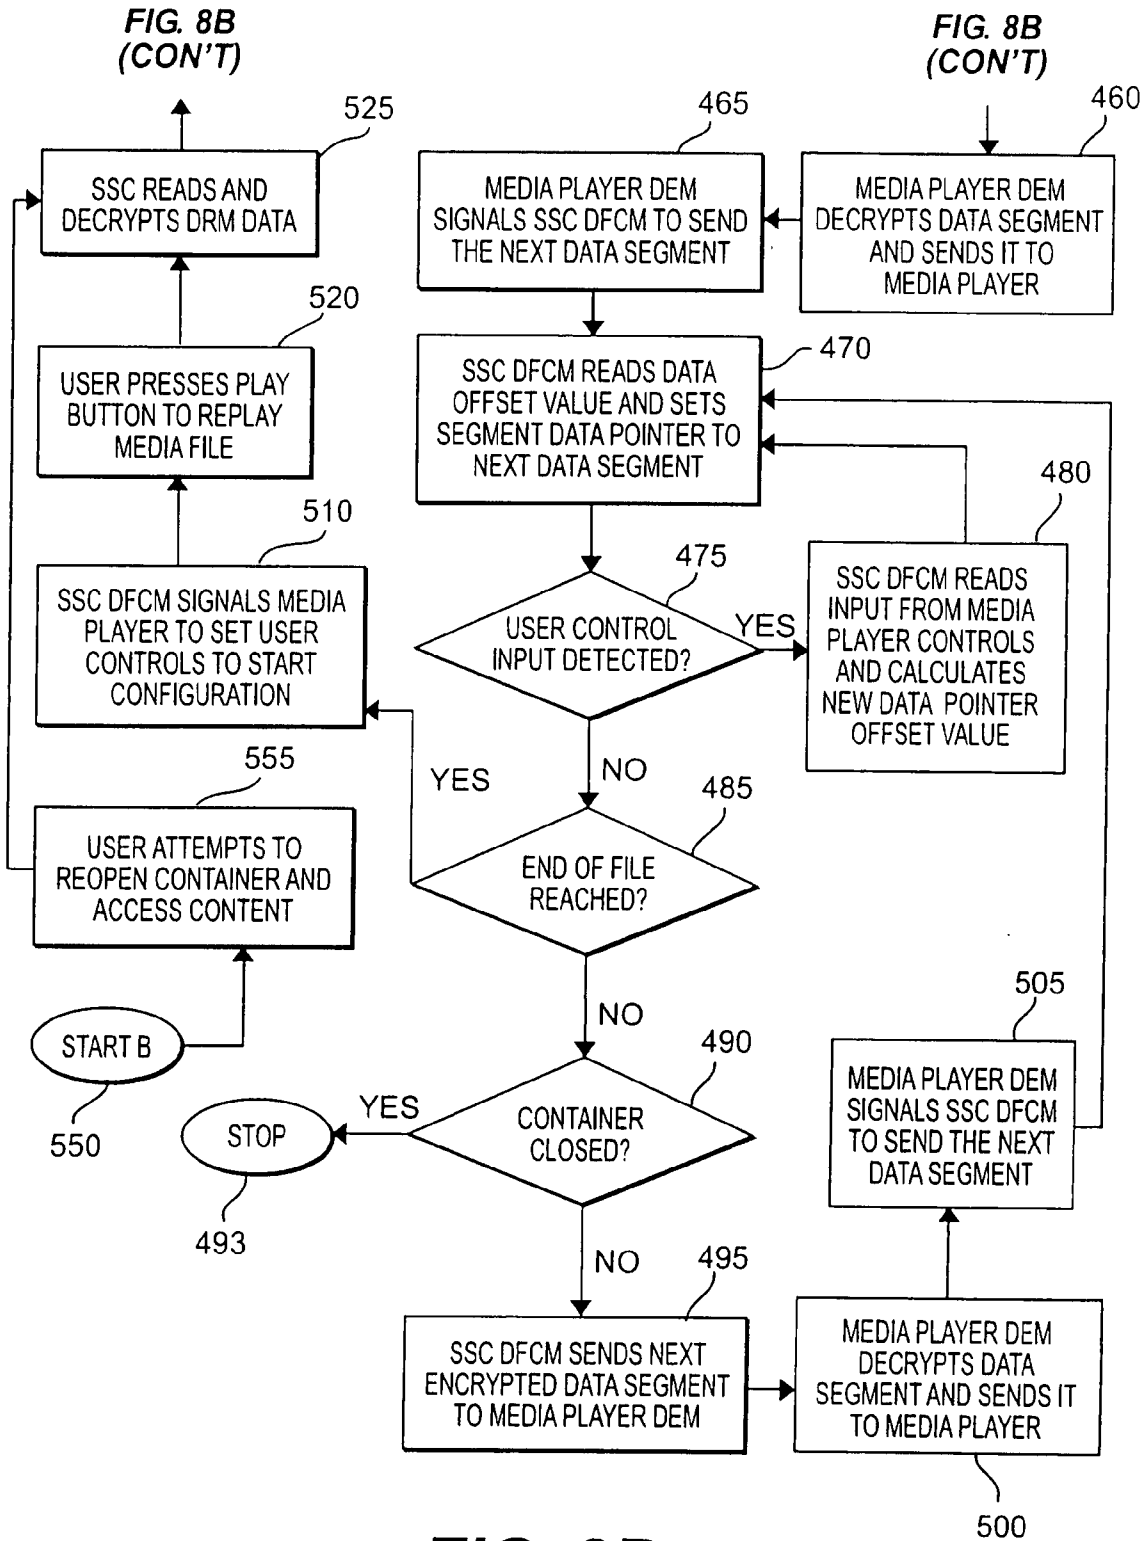 FIG. 8B
(CON'T)
FIG. 8B
(CON'T)
525
SSC READS AND
DECRYPTS DRM DATA
465
MEDIA PLAYER DEM
SIGNALS SSC DFCM TO SEND
THE NEXT DATA SEGMENT
460
MEDIA PLAYER DEM
DECRYPTS DATA SEGMENT
AND SENDS IT TO
MEDIA PLAYER
520
USER PRESSES PLAY
BUTTON TO REPLAY
MEDIA FILE
470
SSC DFCM READS DATA
OFFSET VALUE AND SETS
SEGMENT DATA POINTER TO
NEXT DATA SEGMENT
510
SSC DFCM SIGNALS MEDIA
PLAYER TO SET USER
CONTROLS TO START
CONFIGURATION
475
USER CONTROL
INPUT DETECTED?
YES
480
SSC DFCM READS
INPUT FROM MEDIA
PLAYER CONTROLS
AND CALCULATES
NEW DATA POINTER
OFFSET VALUE
NO
YES
555
USER ATTEMPTS TO
REOPEN CONTAINER AND
ACCESS CONTENT
485
END OF FILE
REACHED?
NO
START B
550
490
CONTAINER
CLOSED?
YES
STOP
493
505
MEDIA PLAYER DEM
SIGNALS SSC DFCM
TO SEND THE NEXT
DATA SEGMENT
NO
495
SSC DFCM SENDS NEXT
ENCRYPTED DATA SEGMENT
TO MEDIA PLAYER DEM
MEDIA PLAYER DEM
DECRYPTS DATA
SEGMENT AND SENDS IT
TO MEDIA PLAYER
500